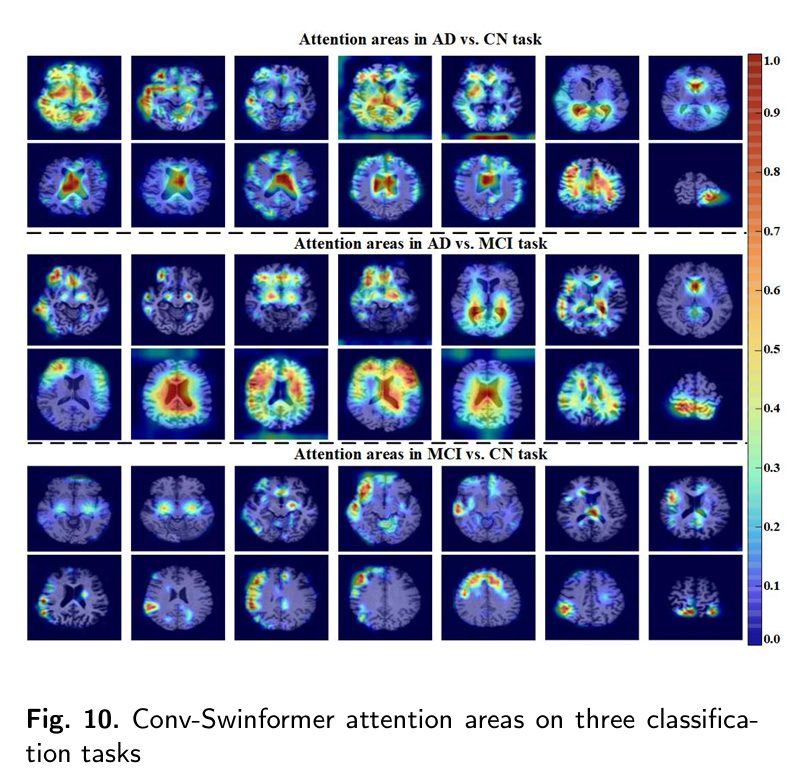 Attention areas in AD vs. CN task
1.0
0.9
0.8
0.7
0.6
0.5
0.4
0.3
0.2
0.1
0.0
Attention areas in AD vs. MCI task
Attention areas in MCI vs. CN task
Fig. 10. Conv-Swinformer attention areas on three classifica-
tion tasks